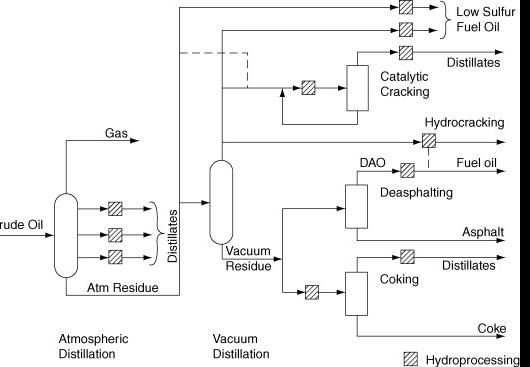 Low Sulfur
Fuel Oil
Distillates
Catalytic
Cracking
Hydrocracking
Gas
DAO
Fuel oil
Deasphalting
rude Oil
Distillates
Asphalt
Vacuum
Residue
Distillates
Coking
Atm Residue
Coke
Atmospheric
Distillation
Vacuum
Distillation
Hydroprocessing